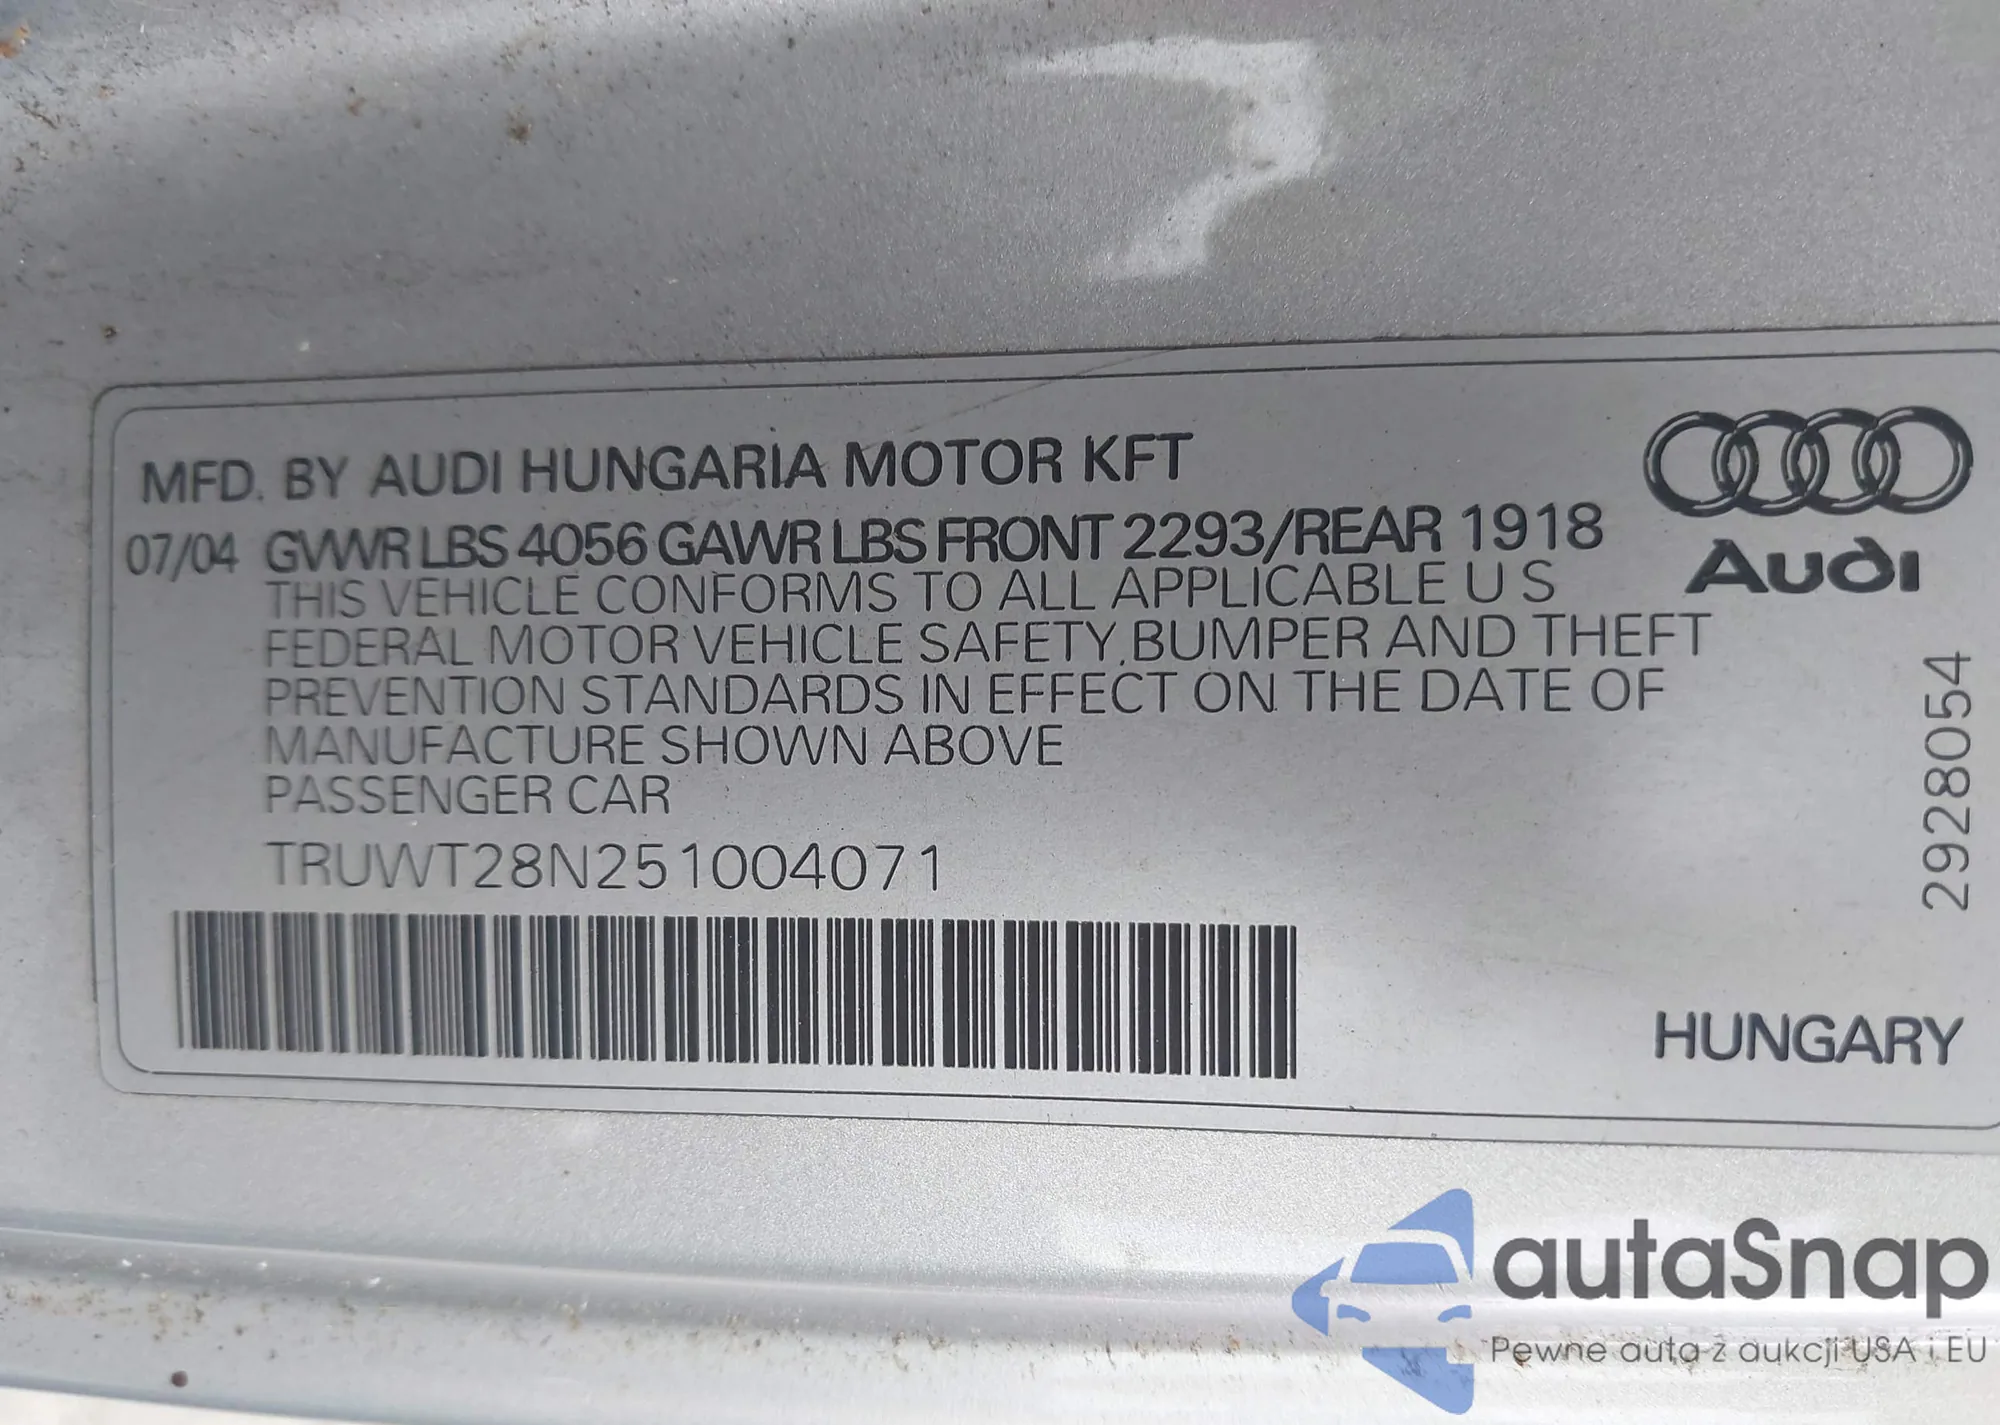 MFD. BY AUDI HUNGARIA MOTOR KFT
07/04 GVWR LBS 4056 GAWR LBS FRONT 2293/REAR 1918
THIS VEHICLE CONFORMS TO ALL APPLICABLE U S
FEDERAL MOTOR VEHICLE SAFETY, BUMPER AND THEFT
PREVENTION STANDARDS IN EFFECT ON THE DATE OF
MANUFACTURE SHOWN ABOVE
PASSENGER CAR
TRUWT28N251004071
Audi
2928054
HUNGARY
autaSnap
Pewne auta z aukcji USA i EU